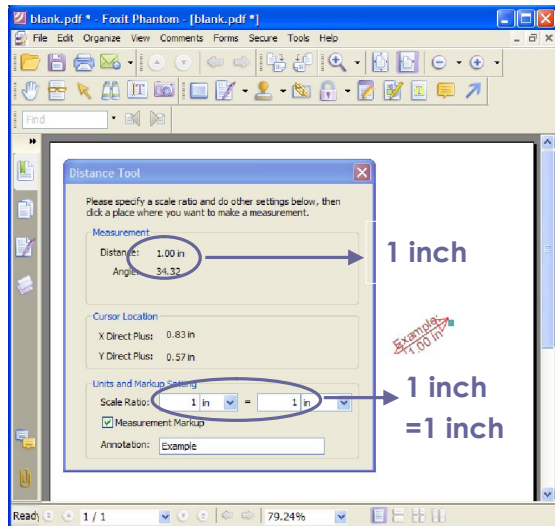 blank.pdf * - Foxit Phantom - [blank.pdf *]
File Edit Organize View Comments Forms Secure Tools Help
Find
Distance Tool
Please specify a scale ratio and do other settings below, then
click a place where you want to make a measurement.
Measurement
Distance: 1.00 in
Angle: 34.32
1 inch
Cursor Location
X Direct Plus: 0.83 in
Y Direct Plus: 0.57 in
Example:
1.00 in
Units and Markup Setting
Scale Ratio: 1 in = 1 in
1 inch
=1 inch
Measurement Markup
Annotation: Example
Ready 1 / 1 79.24%